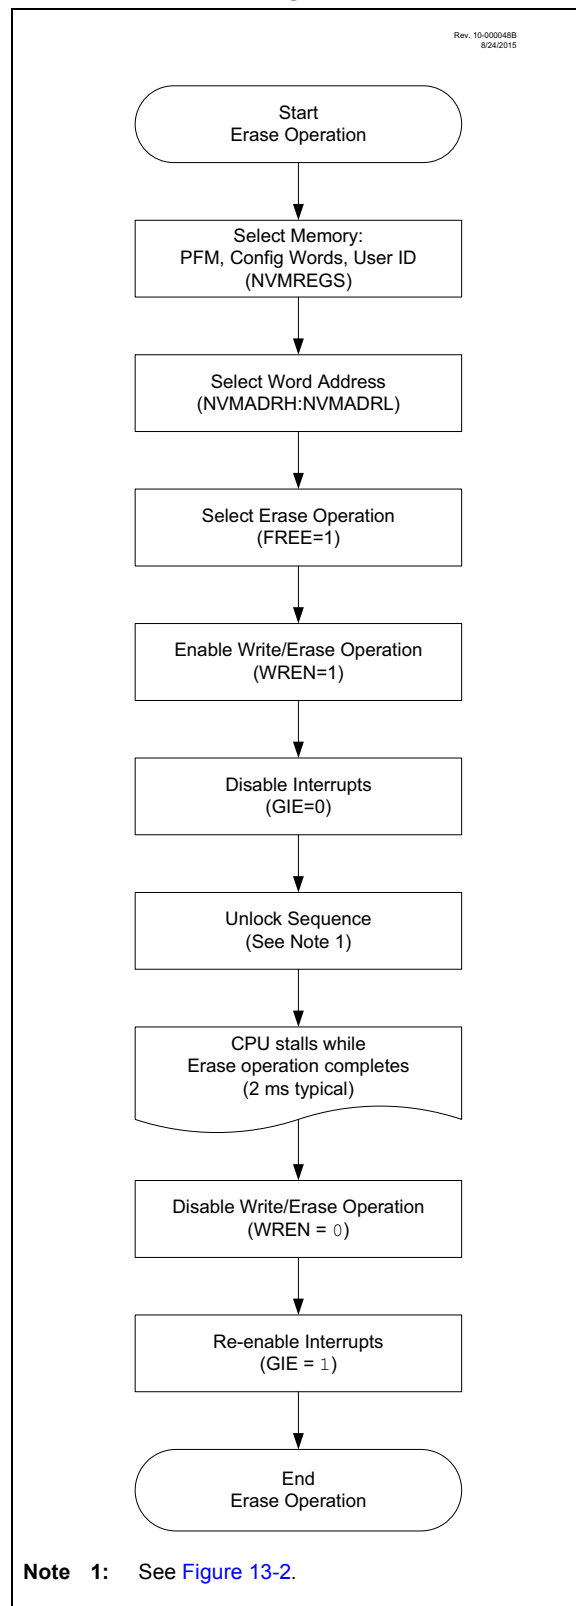 Rev. 10-000048B
8/24/2015
Start
Erase Operation
Select Memory:
PFM, Config Words, User ID
(NVMREGS)
Select Word Address
(NVMADRH:NVMADRL)
Select Erase Operation
(FREE=1)
Enable Write/Erase Operation
(WREN=1)
Disable Interrupts
(GIE=0)
Unlock Sequence
(See Note 1)
CPU stalls while
Erase operation completes
(2 ms typical)
Disable Write/Erase Operation
(WREN = 0)
Re-enable Interrupts
(GIE = 1)
End
Erase Operation
Note 1: See Figure 13-2.